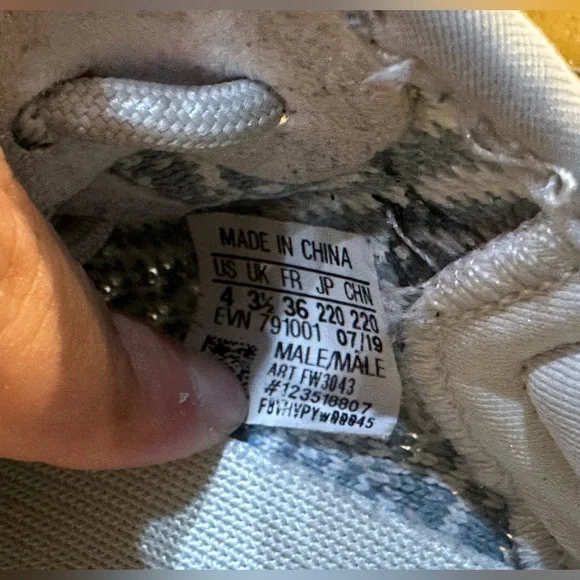 MADE IN CHINA
US UK FR JP CHN
4 3½ 36 220 220
EVN 791001 07/19
MALE/MÂLE
ART FW3043
#123518807